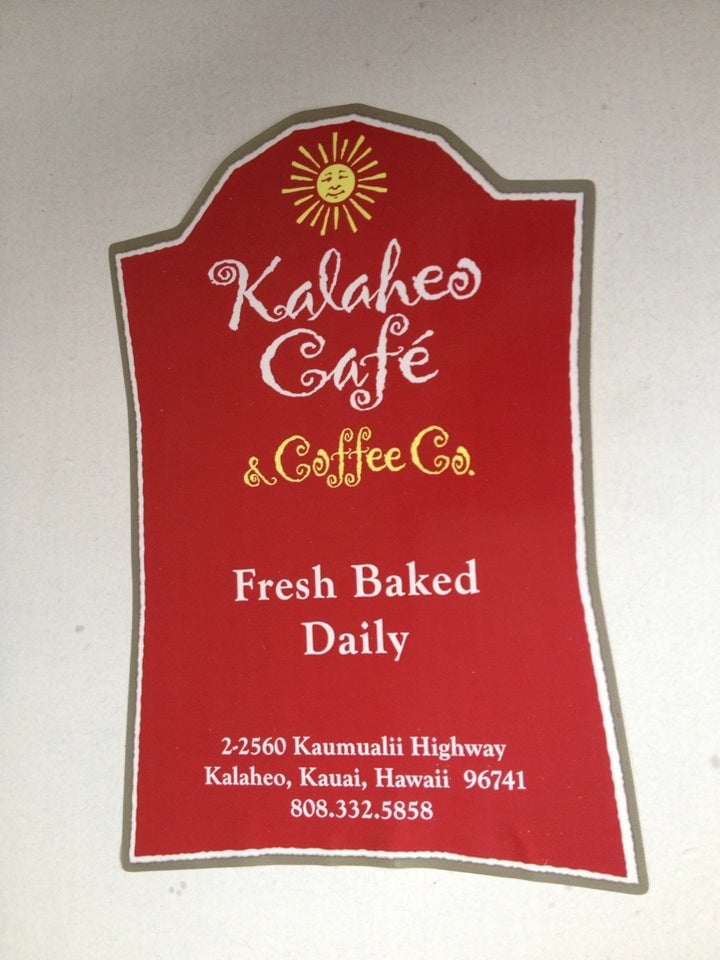 Kalaheo
Café
& Coffee Co.
Fresh Baked
Daily
2-2560 Kaumualii Highway
Kalaheo, Kauai, Hawaii 96741
808.332.5858